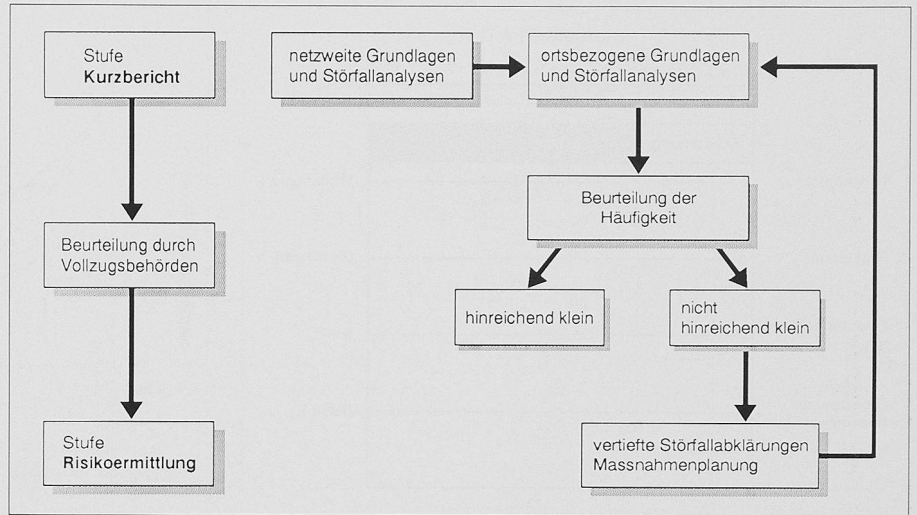 Stufe
Kurzbericht
netzweite Grundlagen
und Störfallanalysen
ortsbezogene Grundlagen
und Störfallanalysen
Beurteilung der
Häufigkeit
Beurteilung durch
Vollzugsbehörden
hinreichend klein
nicht
hinreichend klein
Stufe
Risikoermittlung
vertiefte Störfallabklärungen
Massnahmenplanung